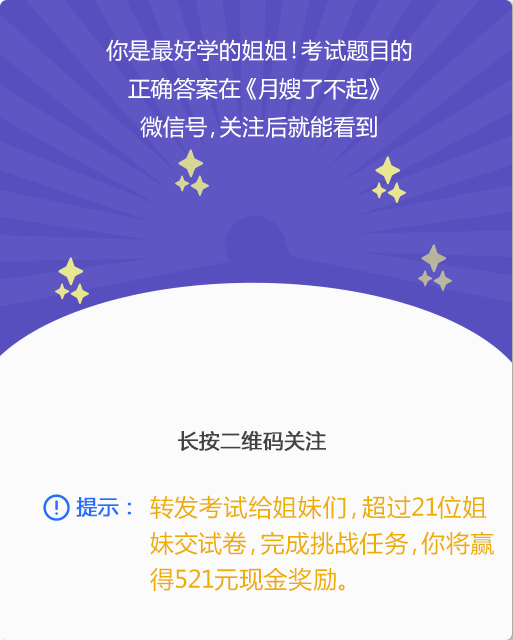 你是最好学的姐姐!考试题目的
正确答案在《月嫂了不起》
微信号,关注后就能看到
长按二维码关注
提示：
转发考试给姐妹们,超过21位姐
妹交试卷,完成挑战任务,你将赢
得521元现金奖励。